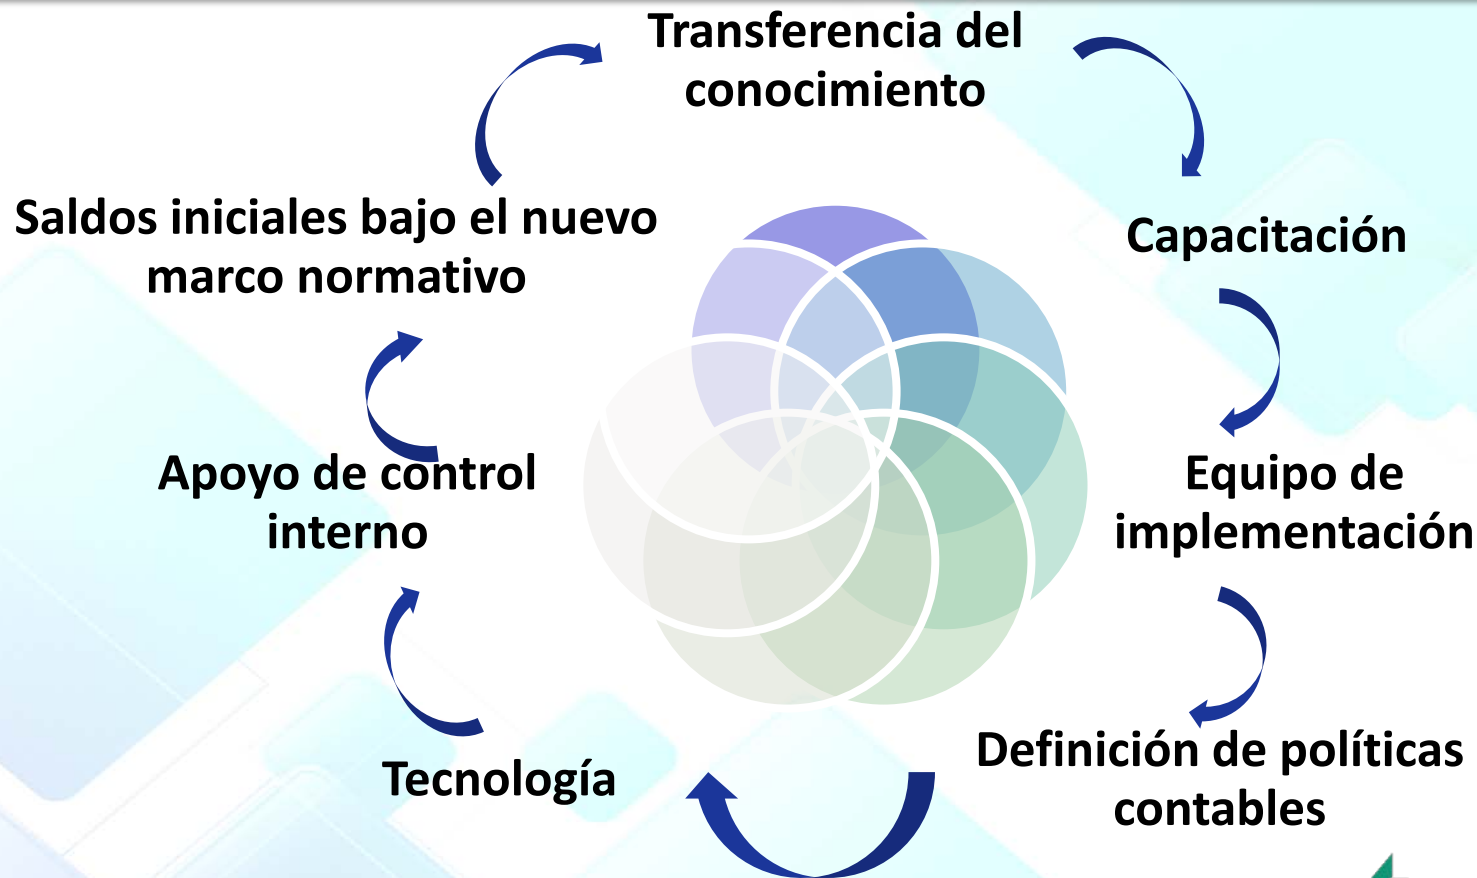 Transferencia del
conocimiento
Capacitación
Equipo de
implementación
Definición de políticas
contables
Tecnología
Apoyo de control
interno
Saldos iniciales bajo el nuevo
marco normativo